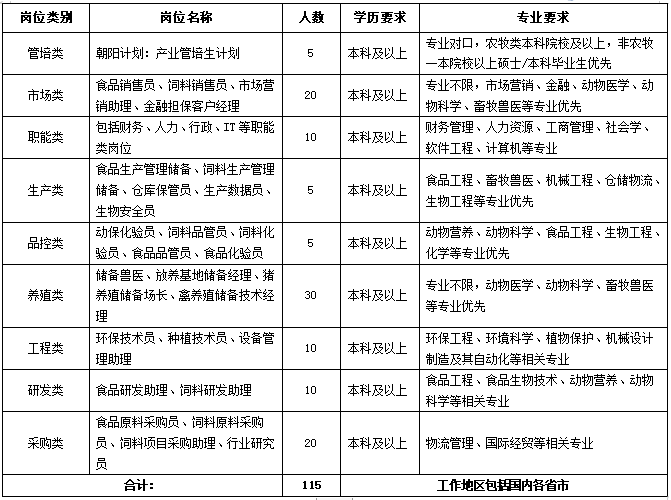 岗位类别 岗位名称 人数 学历要求 专业要求
管培类 朝阳计划：产业管培生计划 5 本科及以上 专业对口，农牧类本科院校及以上，非农牧
一本院校以上硕士/本科毕业生优先
市场类 食品销售员、饲料销售员、市场营
销助理、金融担保客户经理 20 本科及以上 专业不限，市场营销、金融、动物医学、动
物科学、畜牧兽医等专业优先
职能类 包括财务、人力、行政、IT等职能
类岗位 10 本科及以上 财务管理、人力资源、工商管理、社会学、
软件工程、计算机等专业
生产类 食品生产管理储备、饲料生产管理
储备、仓库保管员、生产数据员、
生物安全员 5 本科及以上 食品工程、畜牧兽医、机械工程、仓储物流、
生物工程等专业优先
品控类 动保化验员、饲料品管员、饲料化
验员、食品品管员、食品化验员 5 本科及以上 动物营养、动物科学、食品工程、生物工程、
化学等专业优先
养殖类 储备兽医、放养基地储备经理、猪
养殖储备场长、禽养殖储备技术经
理 30 本科及以上 专业不限，动物医学、动物科学、畜牧兽医
等专业优先
工程类 环保技术员、种植技术员、设备管
理助理 10 本科及以上 环保工程、环境科学、植物保护、机械设计
制造及其自动化等相关专业
研发类 食品研发助理、饲料研发助理 10 本科及以上 食品工程、食品生物技术、动物营养、动物
科学等相关专业
采购类 食品原料采购员、饲料原料采购
员、饲料项目采购助理、行业研究
员 20 本科及以上 物流管理、国际经贸等相关专业
合计： 115 工作地区包括国内各省市